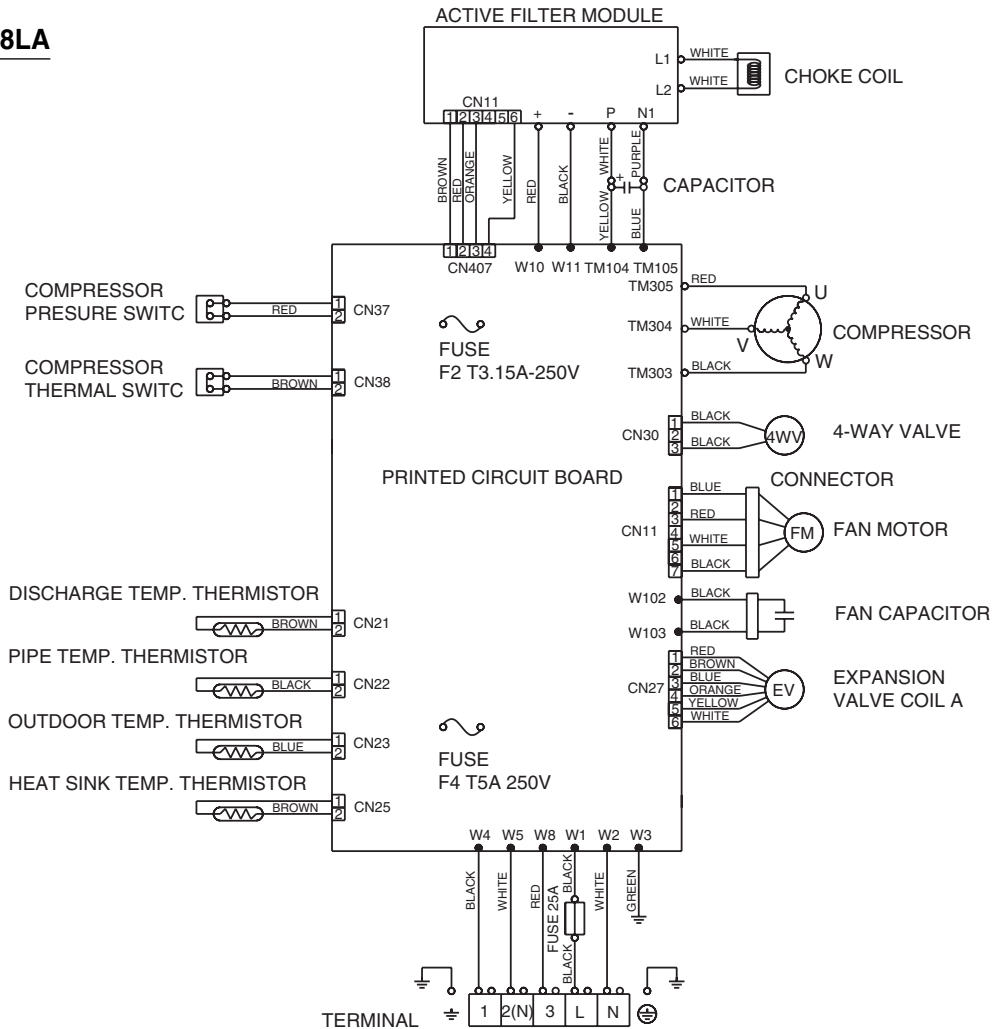 8LA
ACTIVE FILTER MODULE
L1
WHITE
L2
WHITE
CHOKE COIL
CN11
1 2 3 4 5 6
+
-
P
N1
BROWN
RED
ORANGE
YELLOW
RED
BLACK
WHITE
PURPLE
+
CAPACITOR
YELLOW
BLUE
1 2 3 4
CN407
W10
W11
TM104
TM105
COMPRESSOR
PRESURE SWITC
RED
1
2
CN37
FUSE
F2 T3.15A-250V
COMPRESSOR
THERMAL SWITC
BROWN
1
2
CN38
TM305
RED
U
TM304
WHITE
V
COMPRESSOR
W
TM303
BLACK
CN30
1
2
3
BLACK
BLACK
4WV
4-WAY VALVE
PRINTED CIRCUIT BOARD
CONNECTOR
CN11
1
2
3
4
5
6
7
BLUE
RED
WHITE
BLACK
FM
FAN MOTOR
W102
BLACK
W103
BLACK
FAN CAPACITOR
CN27
1
2
3
4
5
6
RED
BROWN
BLUE
ORANGE
YELLOW
WHITE
EV
EXPANSION
VALVE COIL A
DISCHARGE TEMP. THERMISTOR
BROWN
1
2
CN21
PIPE TEMP. THERMISTOR
BLACK
1
2
CN22
OUTDOOR TEMP. THERMISTOR
BLUE
1
2
CN23
HEAT SINK TEMP. THERMISTOR
BROWN
1
2
CN25
FUSE
F4 T5A 250V
W4
W5
W8
W1
W2
W3
BLACK
WHITE
RED
BLACK
FUSE 25A
BLACK
WHITE
GREEN
TERMINAL
1 2(N) 3 L N